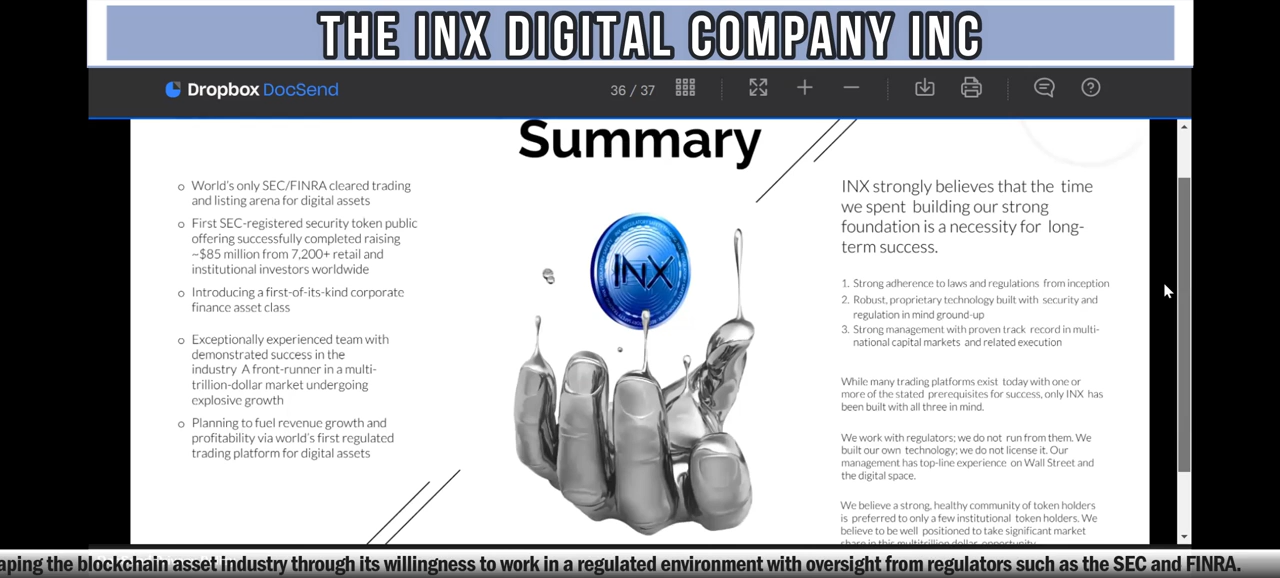 THE INX DIGITAL COMPANY INC
Dropbox DocSend
36 / 37
Summary
World's only SEC/FINRA cleared trading
and listing arena for digital assets
First SEC-registered security token public
offering successfully completed raising
~$85 million from 7,200+ retail and
institutional investors worldwide
Introducing a first-of-its-kind corporate
finance asset class
Exceptionally experienced team with
demonstrated success in the
industry A front-runner in a multi-
trillion-dollar market undergoing
explosive growth
Planning to fuel revenue growth and
profitability via world's first regulated
trading platform for digital assets
INX
INX strongly believes that the time
we spent building our strong
foundation is a necessity for long-
term success.
1. Strong adherence to laws and regulations from inception
2. Robust, proprietary technology built with security and
regulation in mind ground-up
3. Strong management with proven track record in multi-
national capital markets and related execution
While many trading platforms exist today with one or
more of the stated prerequisites for success, only INX has
been built with all three in mind.
We work with regulators; we do not run from them. We
built our own technology; we do not license it. Our
management has top-line experience on Wall Street and
the digital space.
We believe a strong, healthy community of token holders
is preferred to only a few institutional token holders. We
believe to be well positioned to take significant market
share in this multitrillion dollar opportunity
aping the blockchain asset industry through its willingness to work in a regulated environment with oversight from regulators such as the SEC and FINRA.